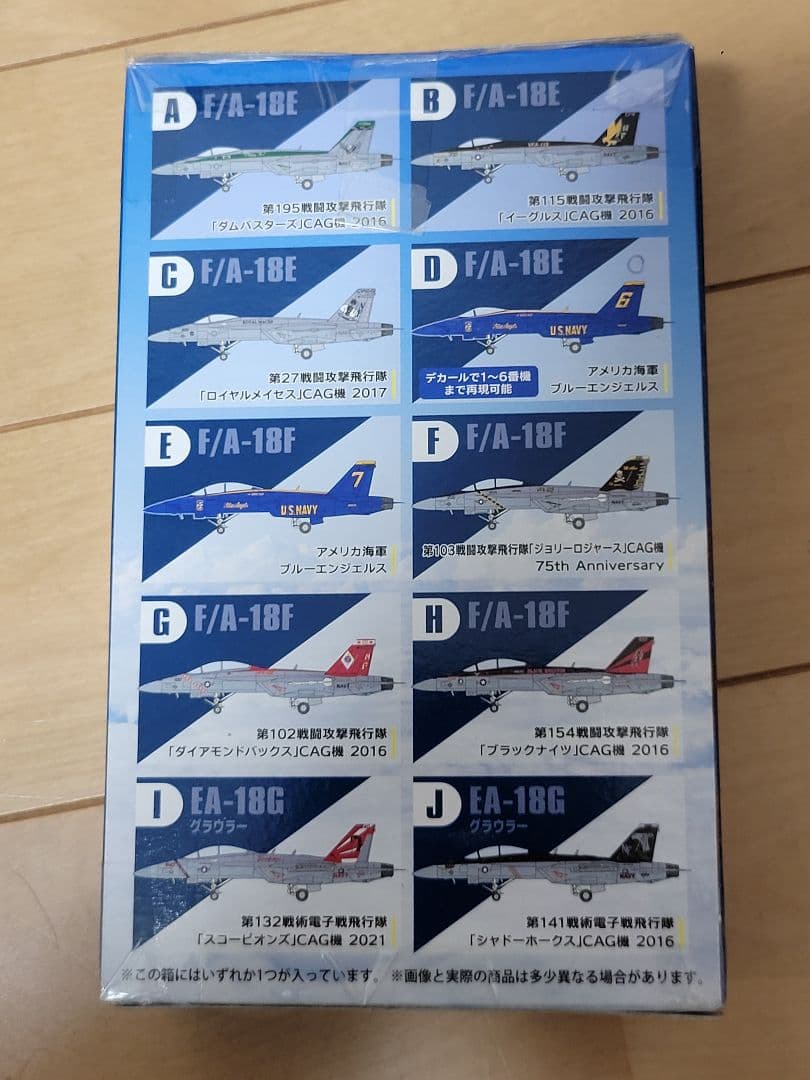 A F/A-18E
第195戦闘攻撃飛行隊
「ダムバスターズ」CAG機 2016
B F/A-18E
第115戦闘攻撃飛行隊
「イーグルス」CAG機 2016
C F/A-18E
第27戦闘攻撃飛行隊
「ロイヤルメイセス」CAG機 2017
D F/A-18E
6
U.S.NAVY
デカールで1〜6番機
まで再現可能
アメリカ海軍
ブルーエンジェルス
E F/A-18F
7
U.S.NAVY
アメリカ海軍
ブルーエンジェルス
F F/A-18F
第103戦闘攻撃飛行隊「ジョリーロジャース」CAG機
75th Anniversary
G F/A-18F
第102戦闘攻撃飛行隊
「ダイアモンドバックス」CAG機 2016
H F/A-18F
第154戦闘攻撃飛行隊
「ブラックナイツ」CAG機 2016
I EA-18G
グラウラー
第132戦術電子戦飛行隊
「スコーピオンズ」CAG機 2021
J EA-18G
グラウラー
第141戦術電子戦飛行隊
「シャドーホークス」CAG機 2016
※この箱にはいずれか1つが入っています。 ※画像と実際の商品は多少異なる場合があります。